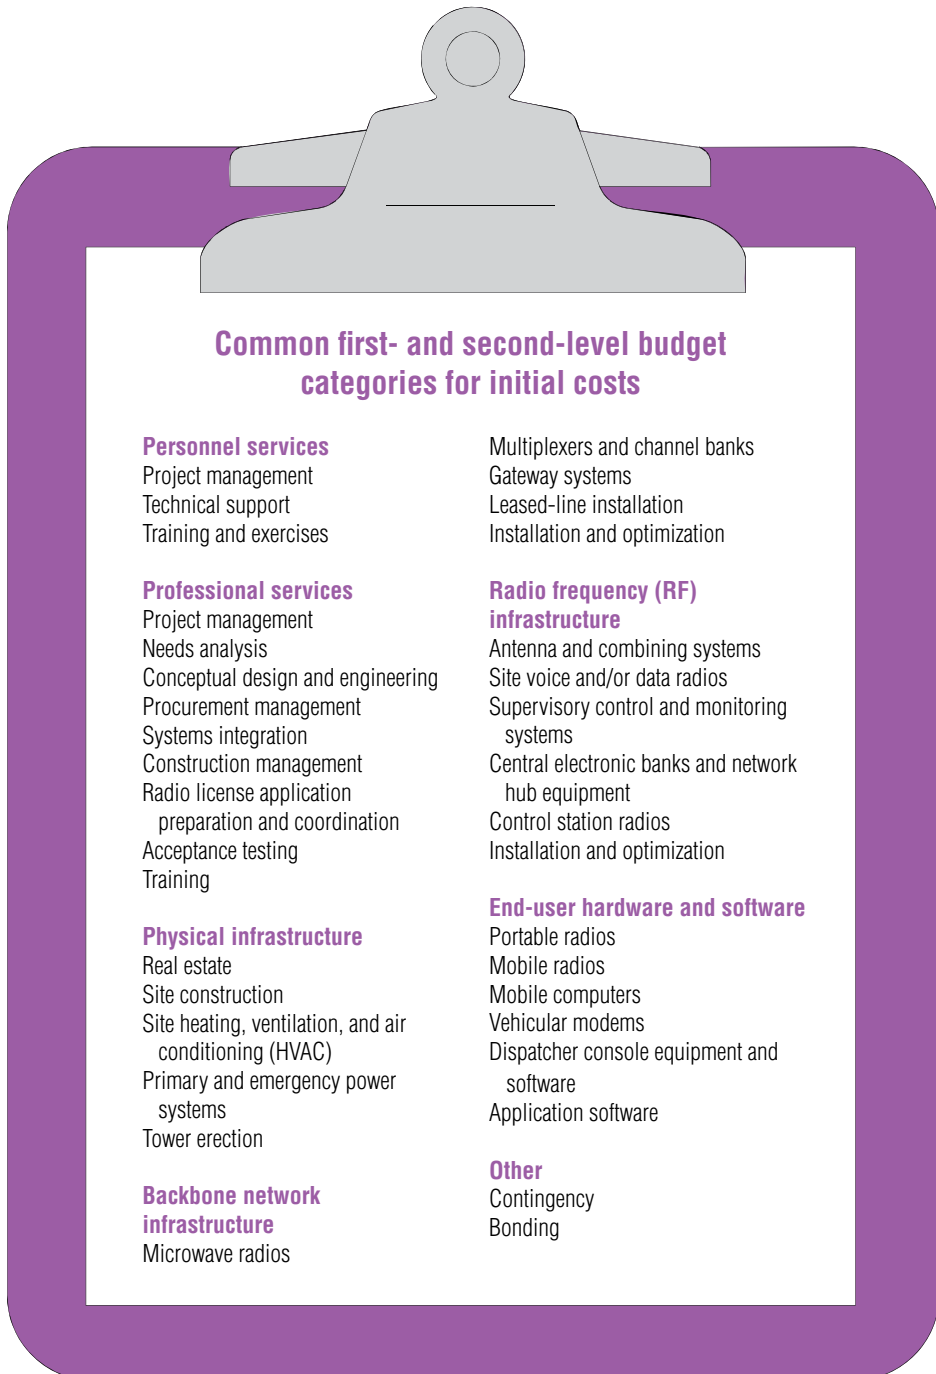 Common first- and second-level budget
categories for initial costs
Personnel services
Project management
Technical support
Training and exercises
Professional services
Project management
Needs analysis
Conceptual design and engineering
Procurement management
Systems integration
Construction management
Radio license application
preparation and coordination
Acceptance testing
Training
Physical infrastructure
Real estate
Site construction
Site heating, ventilation, and air
conditioning (HVAC)
Primary and emergency power
systems
Tower erection
Backbone network
infrastructure
Microwave radios
Multiplexers and channel banks
Gateway systems
Leased-line installation
Installation and optimization
Radio frequency (RF)
infrastructure
Antenna and combining systems
Site voice and/or data radios
Supervisory control and monitoring
systems
Central electronic banks and network
hub equipment
Control station radios
Installation and optimization
End-user hardware and software
Portable radios
Mobile radios
Mobile computers
Vehicular modems
Dispatcher console equipment and
software
Application software
Other
Contingency
Bonding